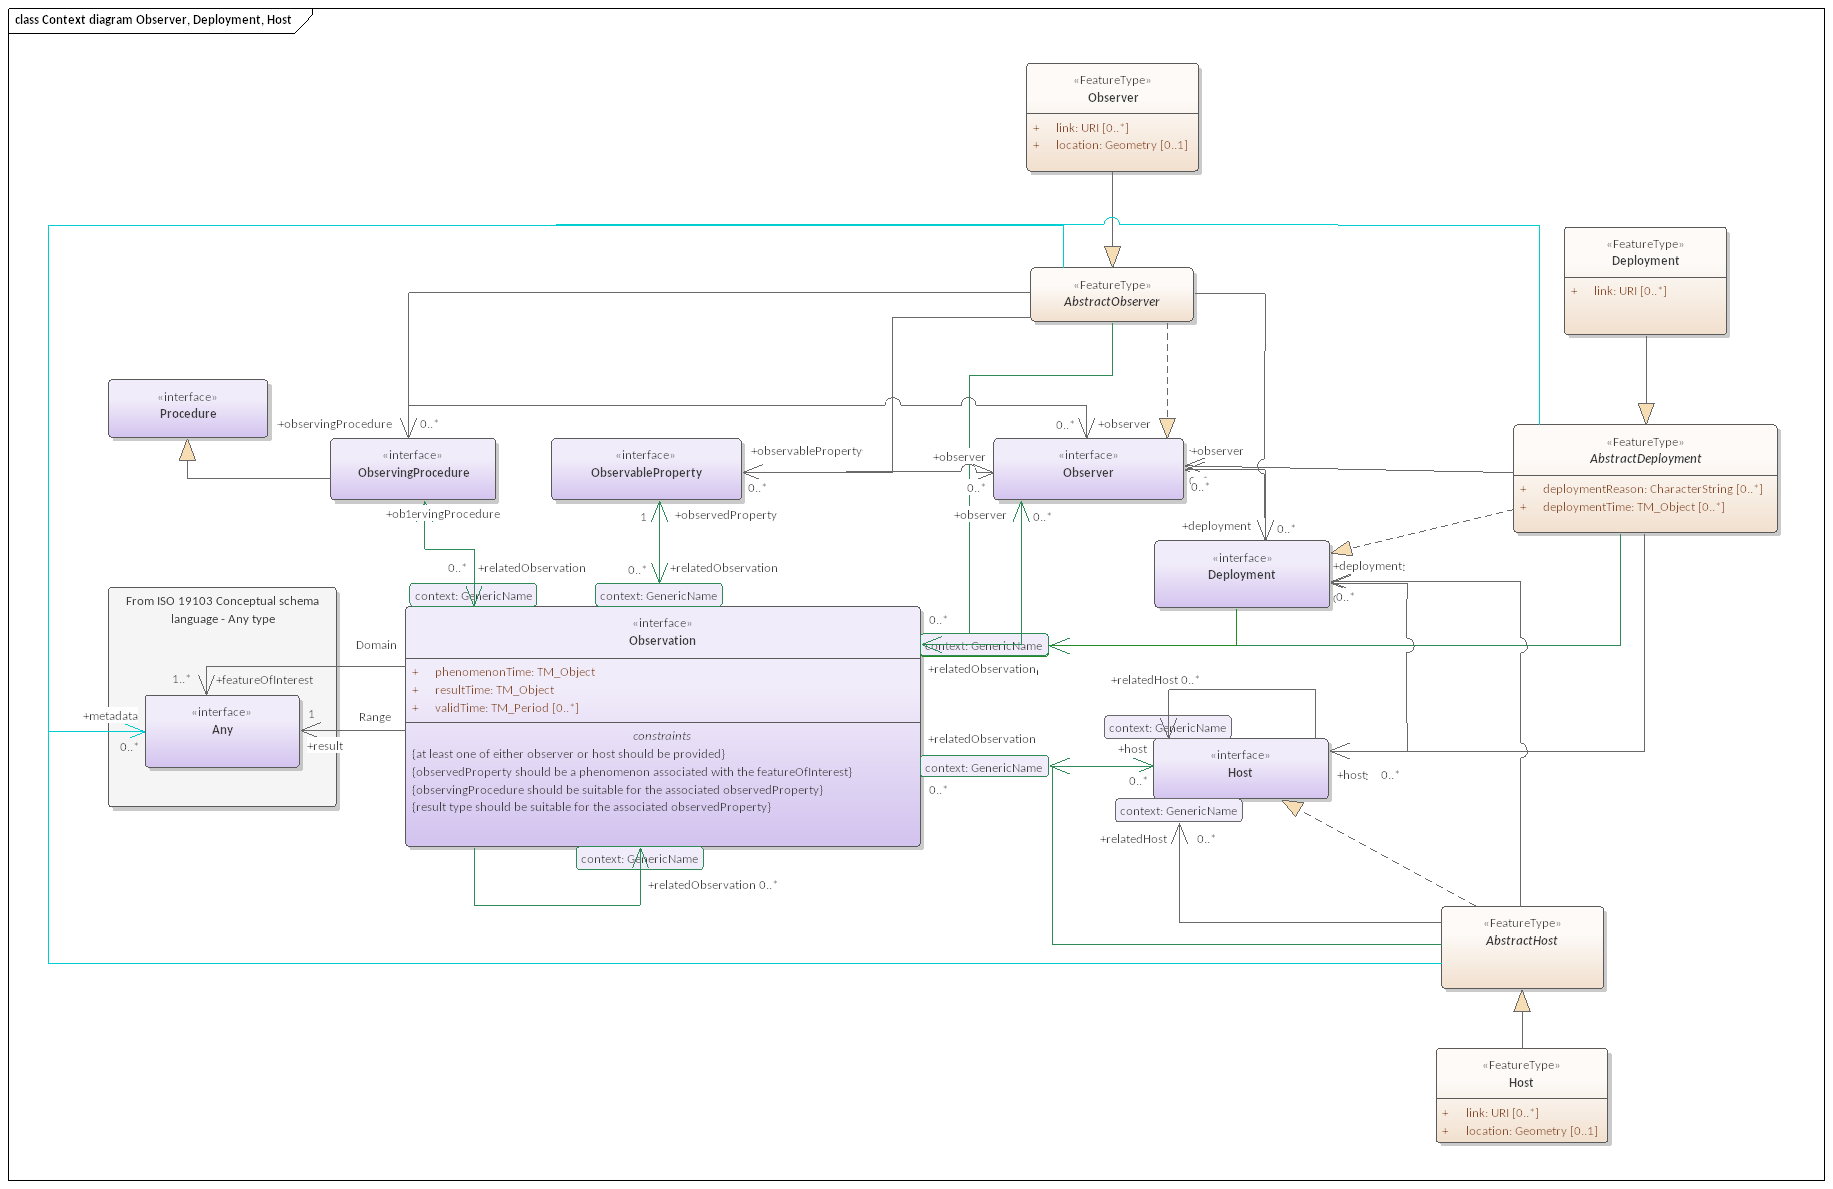 class Context diagram Observer, Deployment, Host
«FeatureType»
Observer
+ link: URI [0..*]
+ location: Geometry [0..1]
«FeatureType»
Deployment
+ link: URI [0..*]
«FeatureType»
AbstractObserver
«interface»
Procedure
+observingProcedure
0..*
0..*
+observer
«FeatureType»
AbstractDeployment
+ deploymentReason: CharacterString [0..*]
+ deploymentTime: TM_Object [0..*]
«interface»
ObservingProcedure
«interface»
ObservableProperty
+observableProperty
0..*
+observer
0..*
«interface»
Observer
+observer
0..*
+observer
0..*
1
+observedProperty
+deployment
0..*
«interface»
Deployment
+deployment
0..*
0..*
+relatedObservation
0..*
+relatedObservation
context: GenericName
context: GenericName
From ISO 19103 Conceptual schema
language - Any type
«interface»
Observation
+ phenomenonTime: TM_Object
+ resultTime: TM_Object
+ validTime: TM_Period [0..*]
constraints
{at least one of either observer or host should be provided}
{observedProperty should be a phenomenon associated with the featureOfInterest}
{observingProcedure should be suitable for the associated observedProperty}
{result type should be suitable for the associated observedProperty}
0..*
context: GenericName
+relatedObservation
Domain
1..*
+featureOfInterest
+metadata
0..*
«interface»
Any
1
+result
Range
+relatedObservation
context: GenericName
0..*
+relatedHost 0..*
context: GenericName
+host
0..*
«interface»
Host
+host
0..*
context: GenericName
+relatedHost
0..*
context: GenericName
+relatedObservation 0..*
«FeatureType»
AbstractHost
«FeatureType»
Host
+ link: URI [0..*]
+ location: Geometry [0..1]